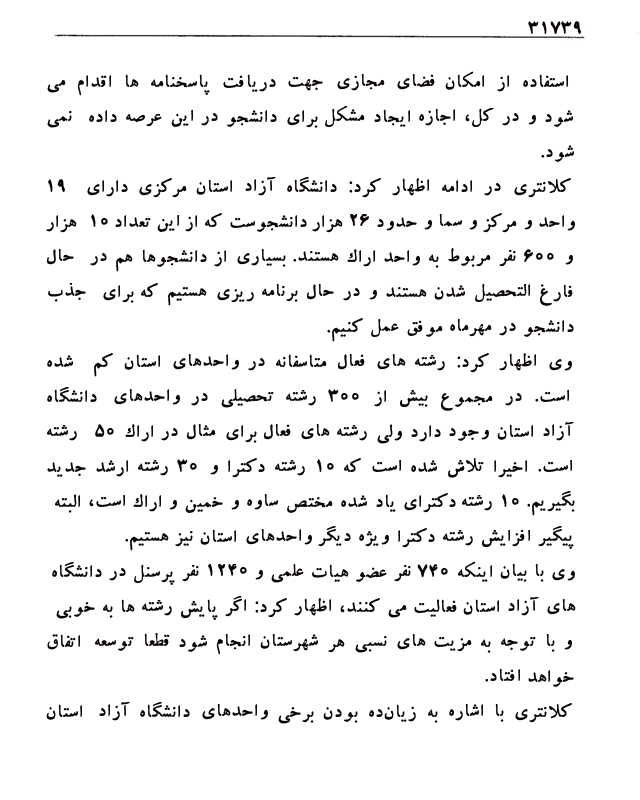 ۳۱۷۳۹
استفاده از امکان فضای مجازی جهت دریافت پاسخنامه ها اقدام می
شود و در کل، اجازه ایجاد مشکل برای دانشجو در این عرصه داده نمی
شود.
کلانتری در ادامه اظهار کرد: دانشگاه آزاد استان مرکزی دارای ۱۹
واحد و مرکز و سما و حدود ۲۶ هزار دانشجوست که از این تعداد ۱۰ هزار
و ۶۰۰ نفر مربوط به واحد اراك هستند. بسیاری از دانشجوها هم در حال
فارغ التحصیل شدن هستند و در حال برنامه ریزی هستیم که برای جذب
دانشجو در مهرماه موفق عمل کنیم.
وی اظهار کرد: رشته های فعال متاسفانه در واحدهای استان کم شده
است. در مجموع بیش از ۳۰۰ رشته تحصیلی در واحدهای دانشگاه
آزاد استان وجود دارد ولی رشته های فعال برای مثال در اراك ۵۰ رشته
است. اخیرا تلاش شده است که ۱۰ رشته دکترا و ۳۰ رشته ارشد جدید
بگیریم. ۱۰ رشته دکترای یاد شده مختص ساوه و خمین و اراك است، البته
پیگیر افزایش رشته دکترا ویژه دیگر واحدهای استان نیز هستیم.
وی با بیان اینکه ۷۴۰ نفر عضو هیات علمی و ۱۲۴۰ نفر پرسنل در دانشگاه
های آزاد استان فعالیت می کنند، اظهار کرد: اگر پایش رشته ها به خوبی
و با توجه به مزیت های نسبی هر شهرستان انجام شود قطعا توسعه اتفاق
خواهد افتاد.
کلانتری با اشاره به زیان‌ده بودن برخی واحدهای دانشگاه آزاد استان